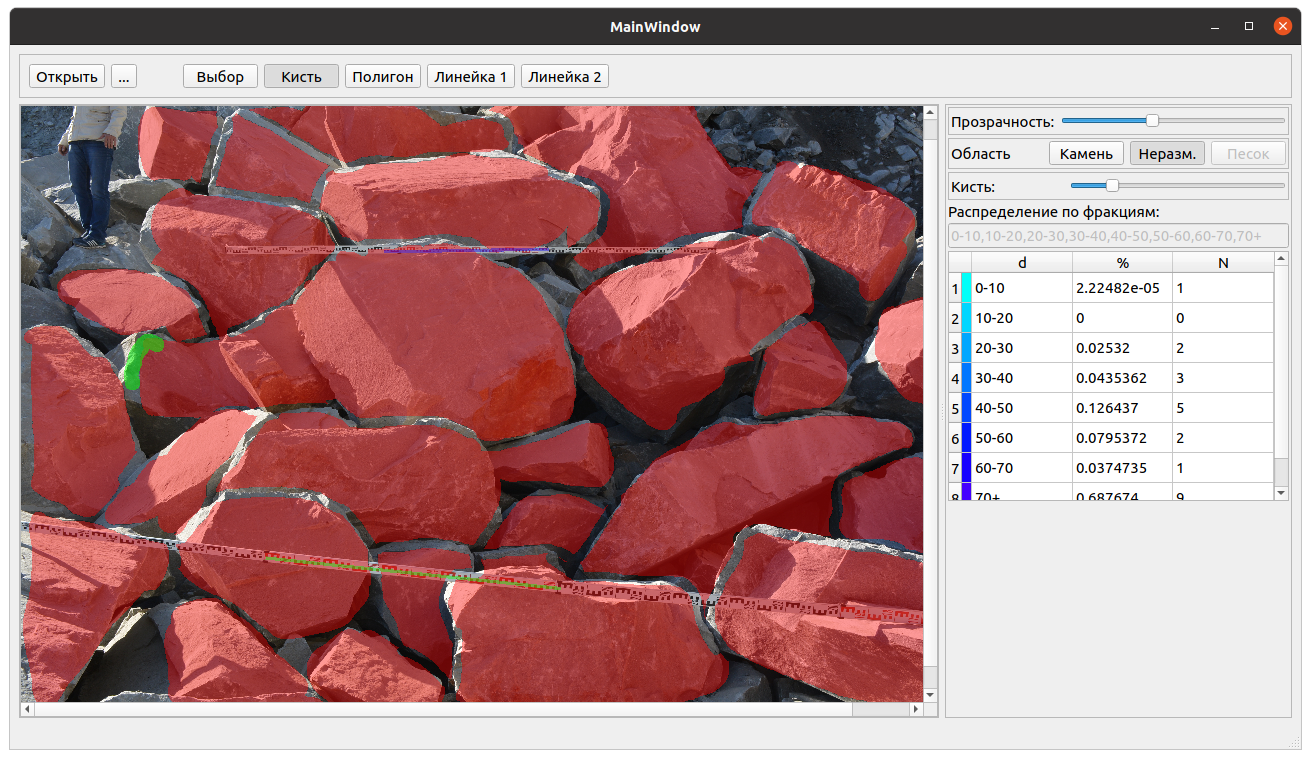 MainWindow
Открыть ... Выбор Кисть Полигон Линейка 1 Линейка 2
Прозрачность:
Область Камень Неразм. Песок
Кисть:
Распределение по фракциям:
0-10,10-20,20-30,30-40,40-50,50-60,60-70,70+
d % N
1 0-10 2.22482e-05 1
2 10-20 0 0
3 20-30 0.02532 2
4 30-40 0.0435362 3
5 40-50 0.126437 5
6 50-60 0.0795372 2
7 60-70 0.0374735 1
8 70+ 0.687674 9